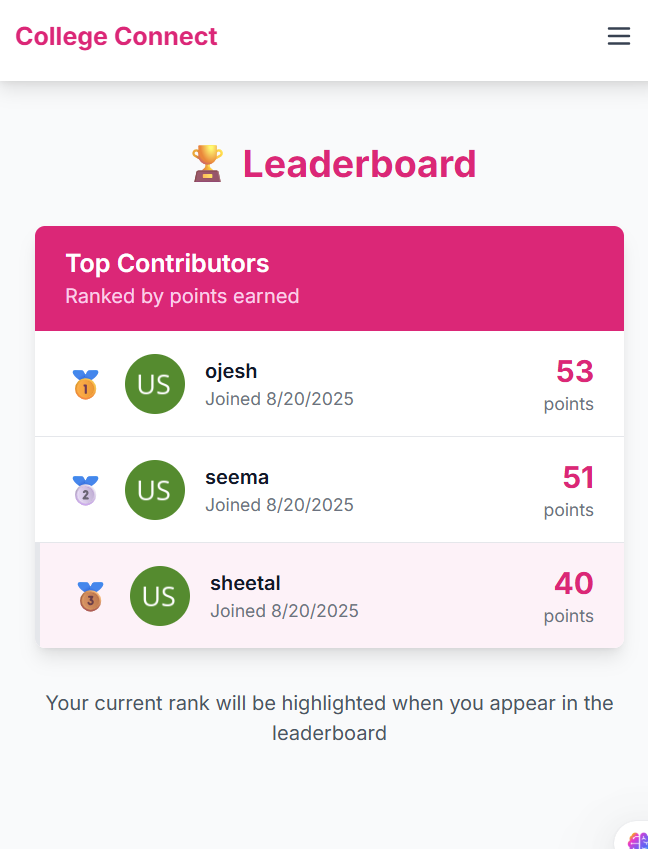 College Connect
🏆 Leaderboard
Top Contributors
Ranked by points earned
1
US
ojesh
Joined 8/20/2025
53
points
2
US
seema
Joined 8/20/2025
51
points
3
US
sheetal
Joined 8/20/2025
40
points
Your current rank will be highlighted when you appear in the
leaderboard